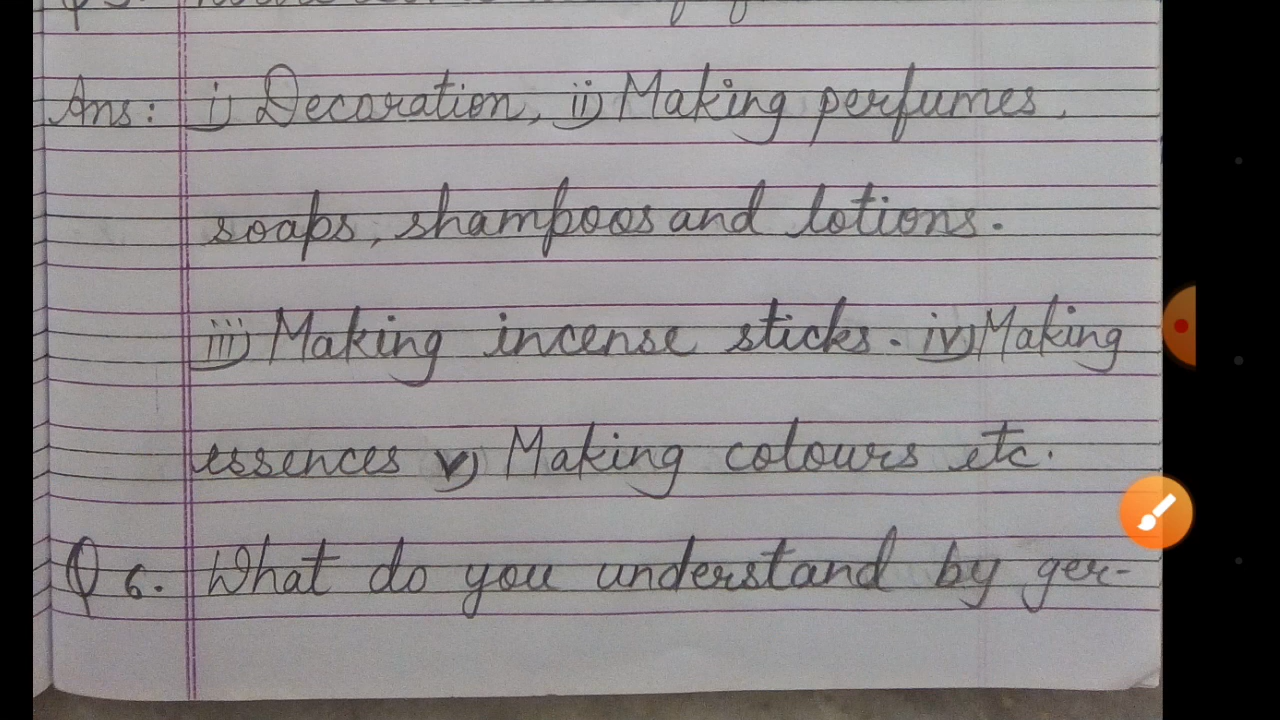 Ans: i) Decoration, ii) Making perfumes,
soaps, shampoos and lotions.
iii) Making incense sticks. iv) Making
essences v) Making colours etc.
Q 6. What do you understand by ger-